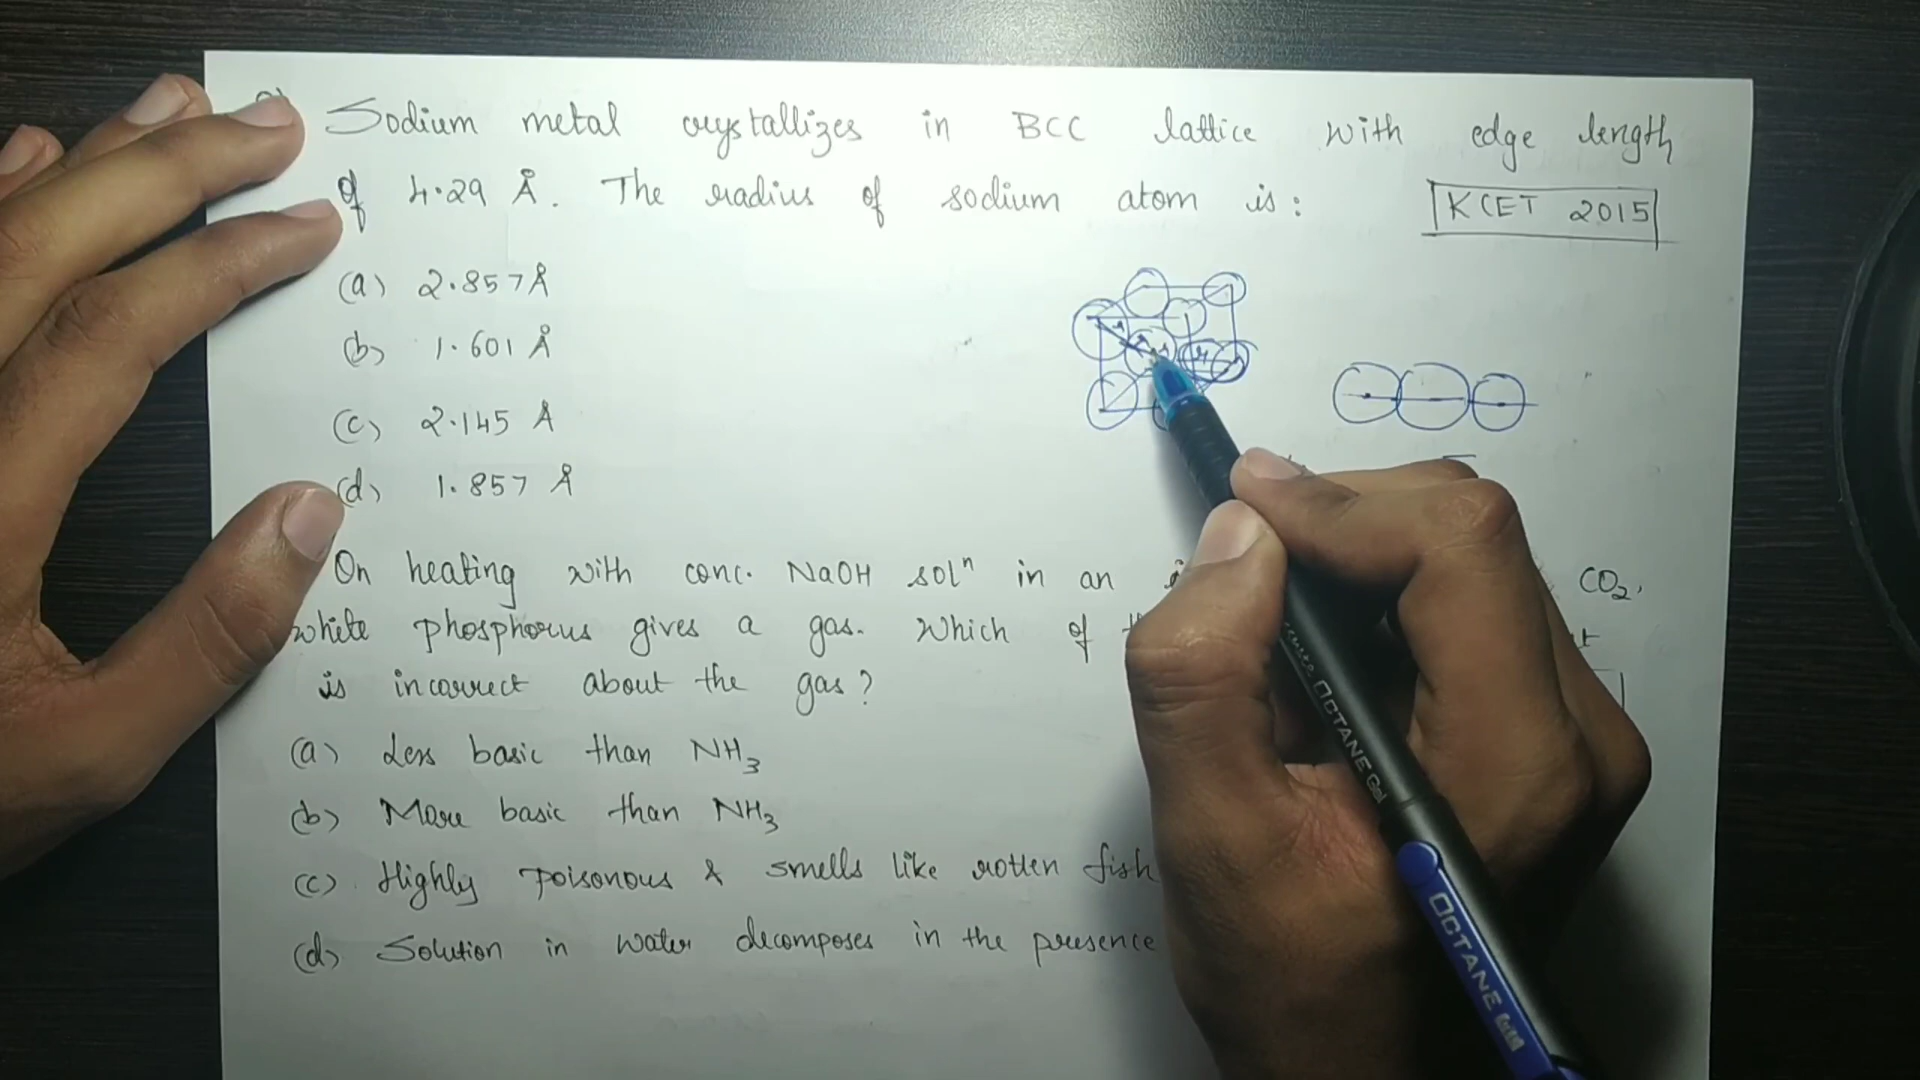 Sodium metal crystallizes in BCC lattice with edge length
of 4.29 Å. The radius of sodium atom is:
KCET 2015
(a) 2.857Å
(b) 1.601 Å
(c) 2.145 A
(d) 1.857 Å
r r r r
On heating with conc. NaOH solⁿ in an CO₂,
white phosphorus gives a gas. Which of
is incorrect about the gas?
(a) Less basic than NH₃
(b) More basic than NH₃
(c) Highly poisonous & smells like rotten fish
(d) Solution in water decomposes in the presence
OCTANE Gel
OCTANE Gel